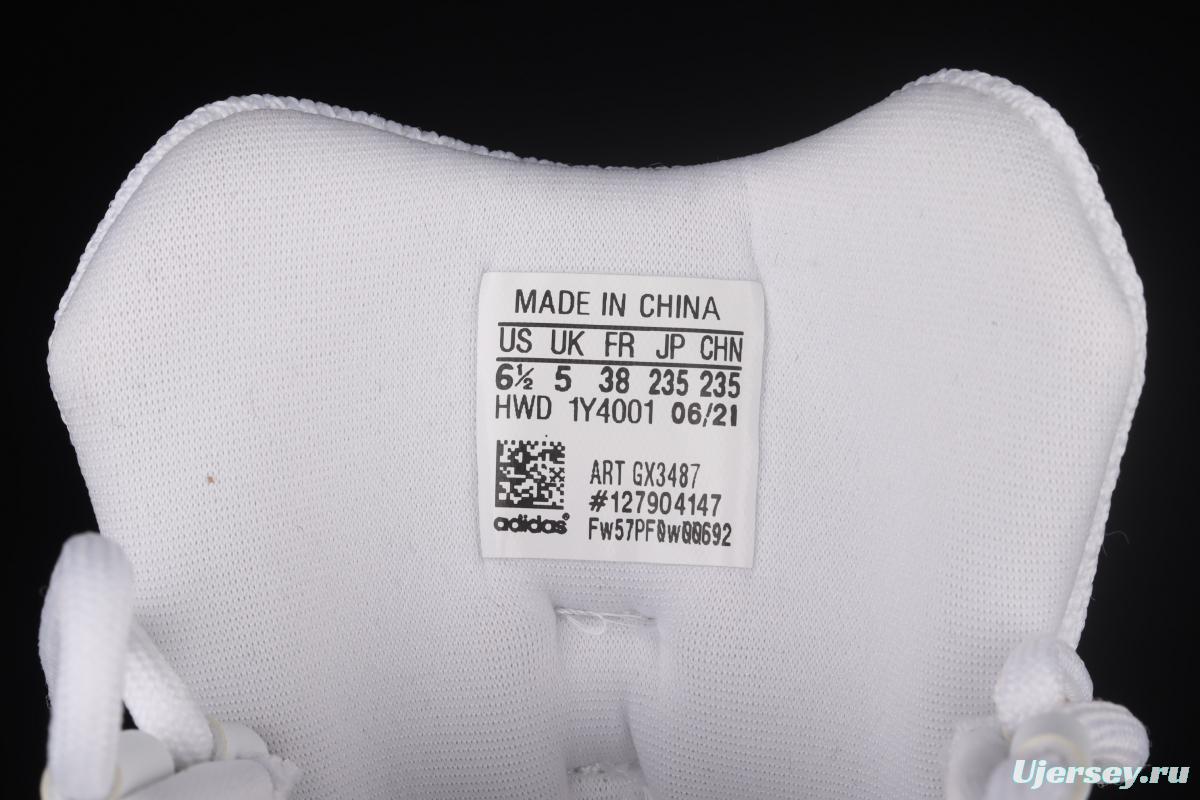 MADE IN CHINA
US UK FR JP CHN
6½ 5 38 235 235
HWD 1Y4001 06/21
ART GX3487
#127904147
adidas®
Fw57PF0w00692
Ujersey.ru